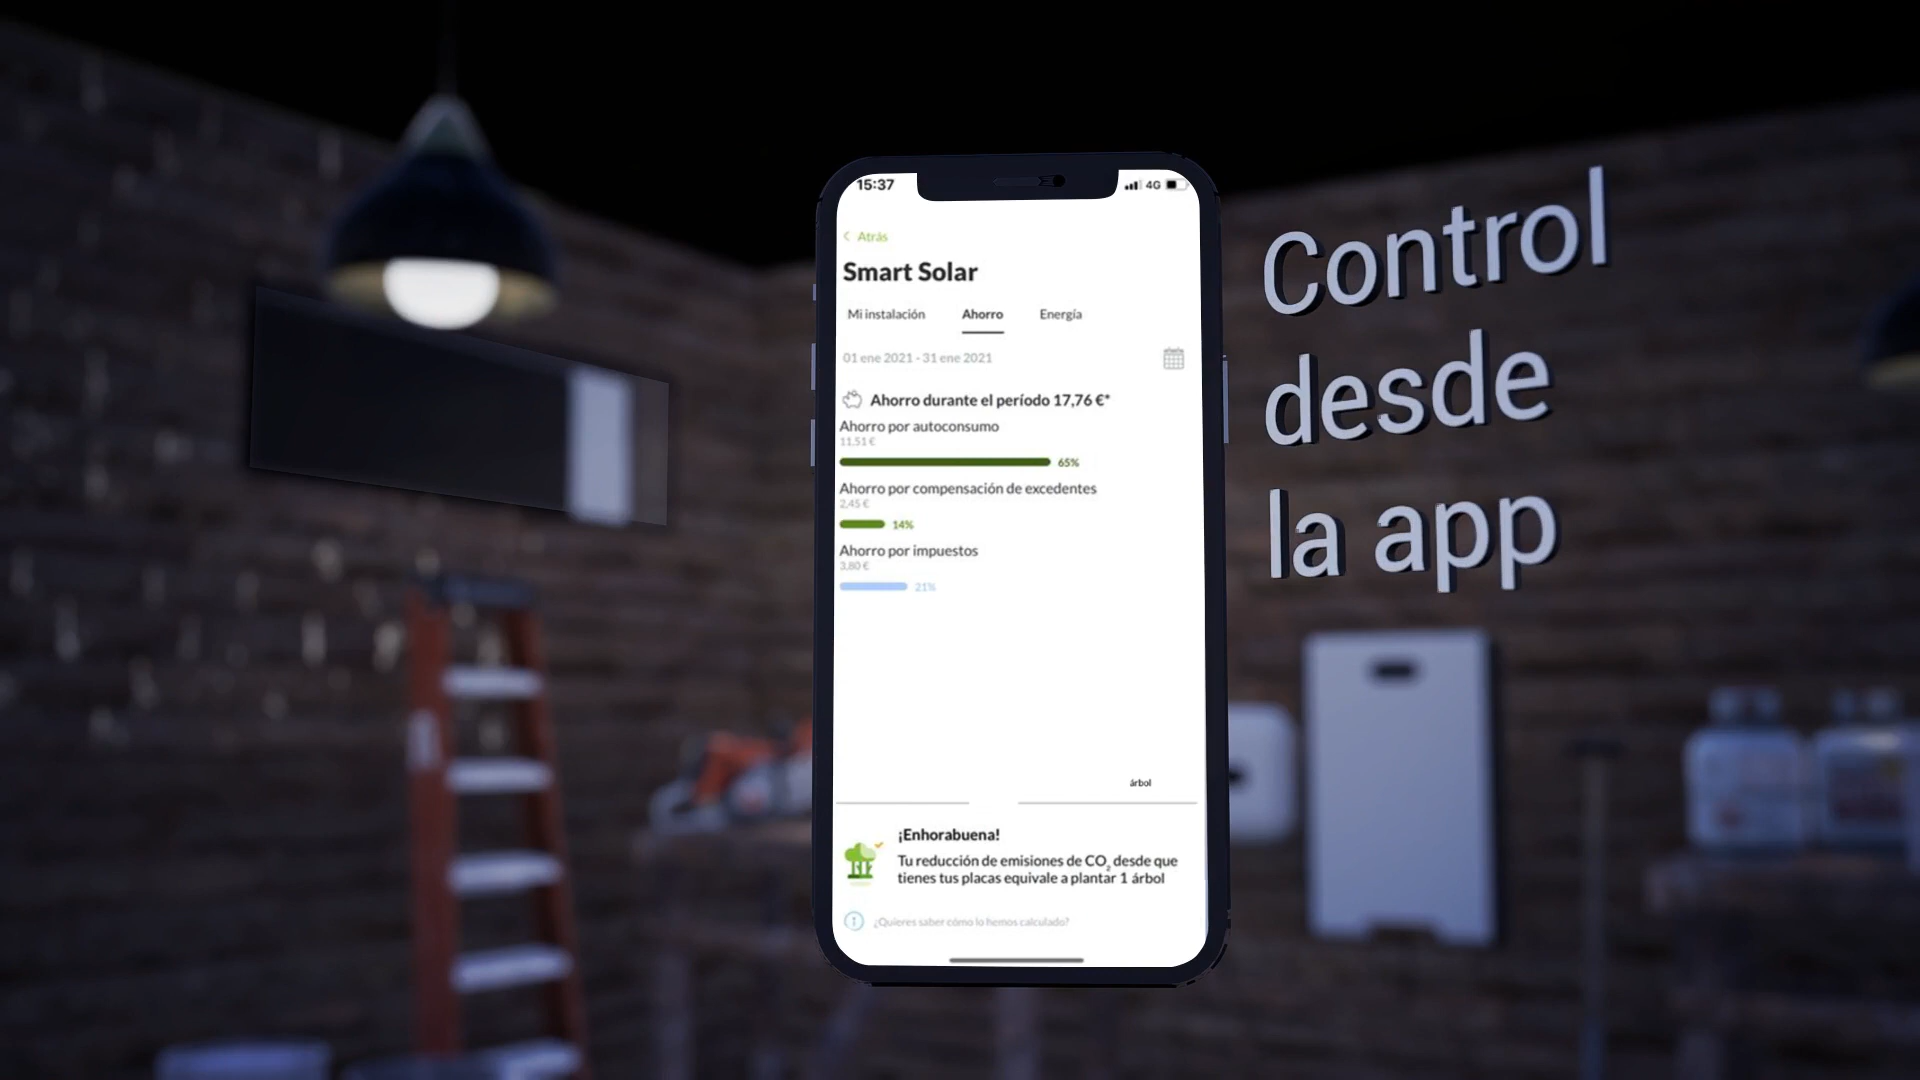 15:37
4G
Atrás
Smart Solar
Mi instalación Ahorro Energía
01 ene 2021 - 31 ene 2021
Ahorro durante el período 17,76 €*
Ahorro por autoconsumo
11,51 €
65%
Ahorro por compensación de excedentes
2,45 €
14%
Ahorro por impuestos
3,80 €
21%
árbol
¡Enhorabuena!
Tu reducción de emisiones de CO₂ desde que
tienes tus placas equivale a plantar 1 árbol
¿Quieres saber cómo lo hemos calculado?
Control
desde
la app